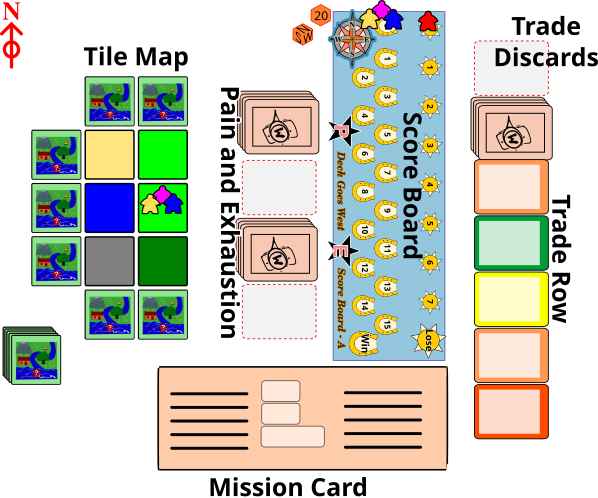 N
20
SW
Trade
Discards
Tile Map
Pain and Exhaustion
W
W
N
W
E
S
1
2
3
4
5
6
7
8
9
10
11
12
13
14
15
Win
P
E
Deck Goes West
Score Board - A
Score Board
1
2
3
4
5
6
7
Lose
W
Trade Row
Mission Card